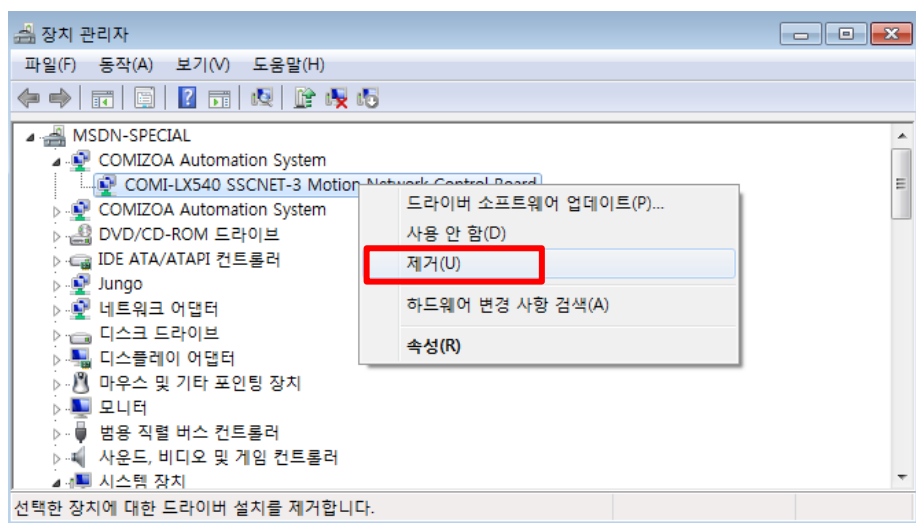 장치 관리자
파일(F) 동작(A) 보기(V) 도움말(H)
MSDN-SPECIAL
COMIZOA Automation System
COMI-LX540 SSCNET-3 Motion Network Control Board
COMIZOA Automation System
DVD/CD-ROM 드라이브
IDE ATA/ATAPI 컨트롤러
Jungo
네트워크 어댑터
디스크 드라이브
디스플레이 어댑터
마우스 및 기타 포인팅 장치
모니터
범용 직렬 버스 컨트롤러
사운드, 비디오 및 게임 컨트롤러
시스템 장치
드라이버 소프트웨어 업데이트(P)...
사용 안 함(D)
제거(U)
하드웨어 변경 사항 검색(A)
속성(R)
선택한 장치에 대한 드라이버 설치를 제거합니다.